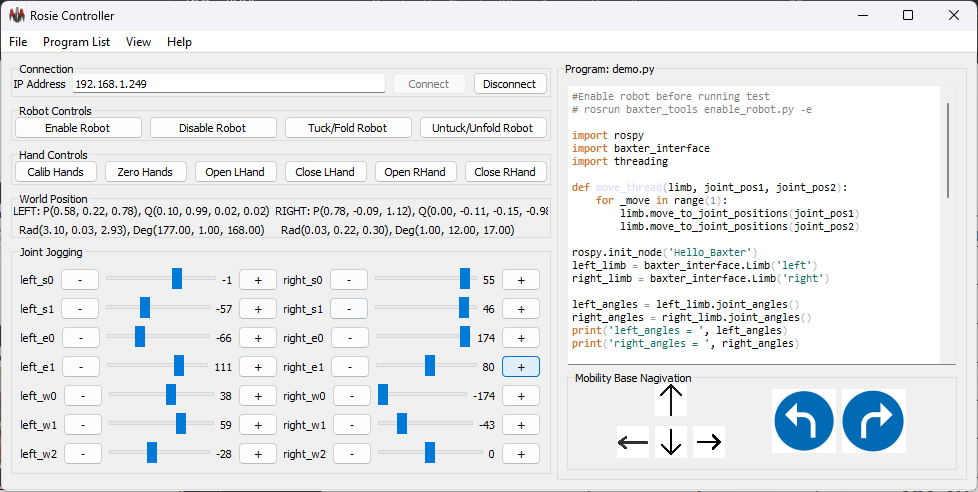 Rosie Controller
File Program List View Help
Connection
IP Address 192.168.1.249 Connect Disconnect
Robot Controls
Enable Robot Disable Robot Tuck/Fold Robot Untuck/Unfold Robot
Hand Controls
Calib Hands Zero Hands Open LHand Close LHand Open RHand Close RHand
World Position
LEFT: P(0.58, 0.22, 0.78), Q(0.10, 0.99, 0.02, 0.02) RIGHT: P(0.78, -0.09, 1.12), Q(0.00, -0.11, -0.15, -0.98
Rad(3.10, 0.03, 2.93), Deg(177.00, 1.00, 168.00) Rad(0.03, 0.22, 0.30), Deg(1.00, 12.00, 17.00)
Joint Jogging
left_s0 - -1 + right_s0 - 55 +
left_s1 - -57 + right_s1 - 46 +
left_e0 - -66 + right_e0 - 174 +
left_e1 - 111 + right_e1 - 80 +
left_w0 - 38 + right_w0 - -174 +
left_w1 - 59 + right_w1 - -43 +
left_w2 - -28 + right_w2 - 0 +
Program: demo.py
#Enable robot before running test
# rosrun baxter_tools enable_robot.py -e
import rospy
import baxter_interface
import threading
def move_thread(limb, joint_pos1, joint_pos2):
for _move in range(1):
limb.move_to_joint_positions(joint_pos1)
limb.move_to_joint_positions(joint_pos2)
rospy.init_node('Hello_Baxter')
left_limb = baxter_interface.Limb('left')
right_limb = baxter_interface.Limb('right')
left_angles = left_limb.joint_angles()
right_angles = right_limb.joint_angles()
print('left_angles = ', left_angles)
print('right_angles = ', right_angles)
Mobility Base Nagivation